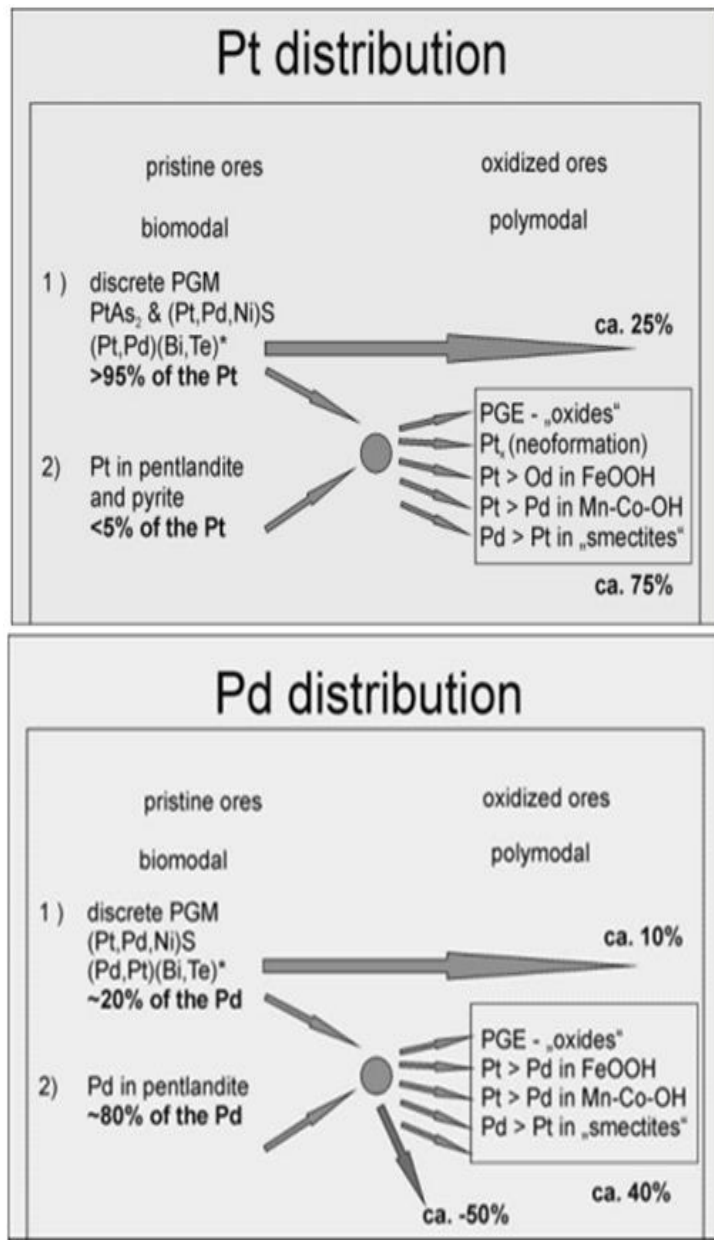 Pt distribution
pristine ores
oxidized ores
biomodal
polymodal
1 ) discrete PGM
PtAs₂ & (Pt,Pd,Ni)S
(Pt,Pd)(Bi,Te)*
>95% of the Pt
ca. 25%
2) Pt in pentlandite
and pyrite
<5% of the Pt
PGE - „oxides“
Ptₓ (neoformation)
Pt > Od in FeOOH
Pt > Pd in Mn-Co-OH
Pd > Pt in „smectites“
ca. 75%
Pd distribution
pristine ores
oxidized ores
biomodal
polymodal
1 ) discrete PGM
(Pt,Pd,Ni)S
(Pd,Pt)(Bi,Te)*
~20% of the Pd
ca. 10%
2) Pd in pentlandite
~80% of the Pd
PGE - „oxides“
Pt > Pd in FeOOH
Pt > Pd in Mn-Co-OH
Pd > Pt in „smectites“
ca. 40%
ca. -50%